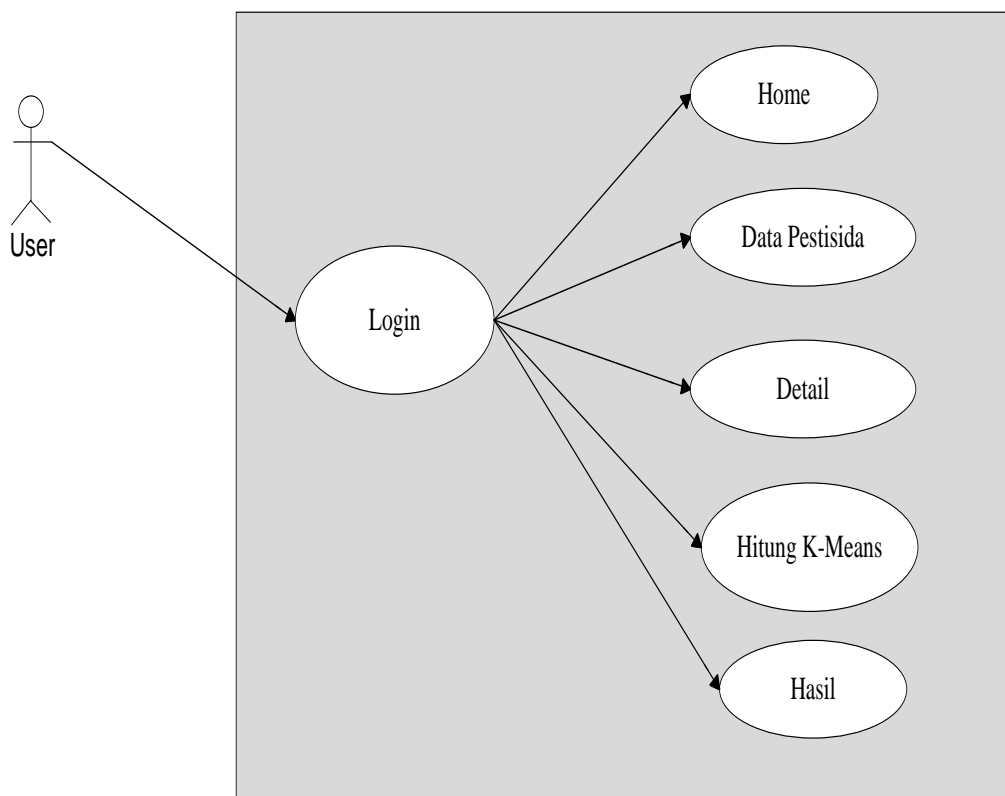 Home
User
Data Pestisida
Login
Detail
Hitung K-Means
Hasil